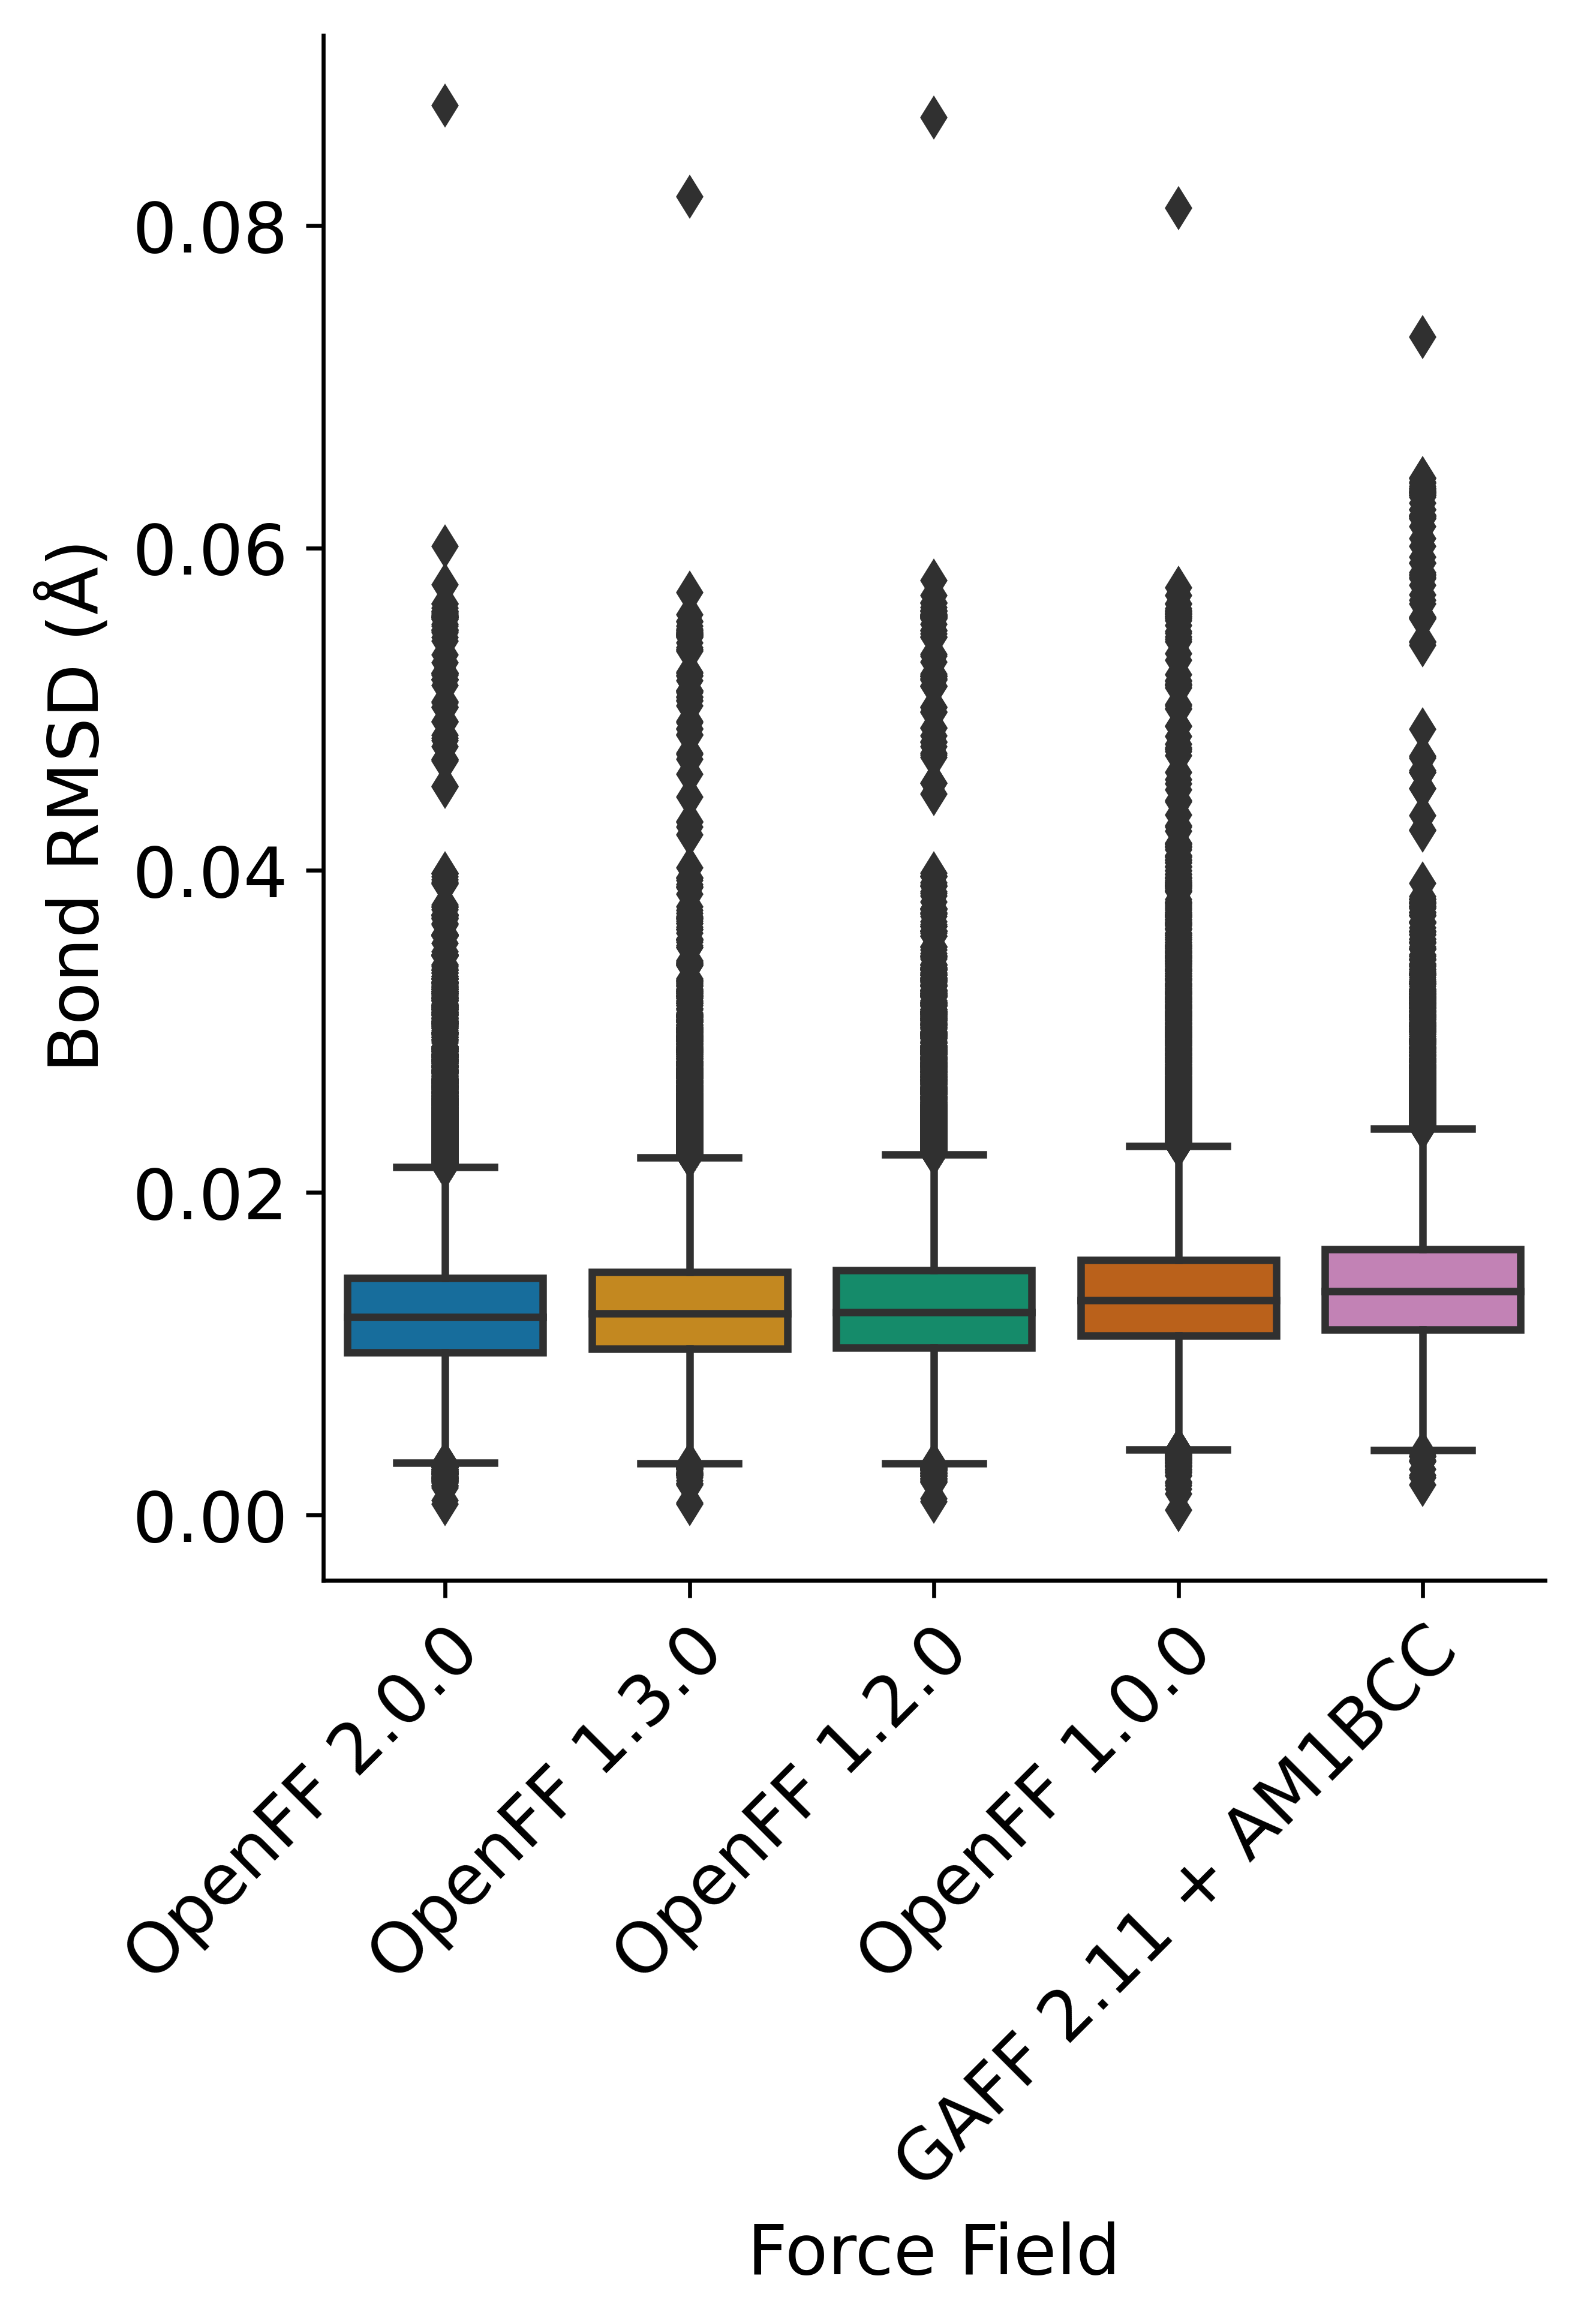 Bond RMSD (Å)
0.08
0.06
0.04
0.02
0.00
OpenFF 2.0.0
OpenFF 1.3.0
OpenFF 1.2.0
OpenFF 1.0.0
GAFF 2.11 + AM1BCC
Force Field